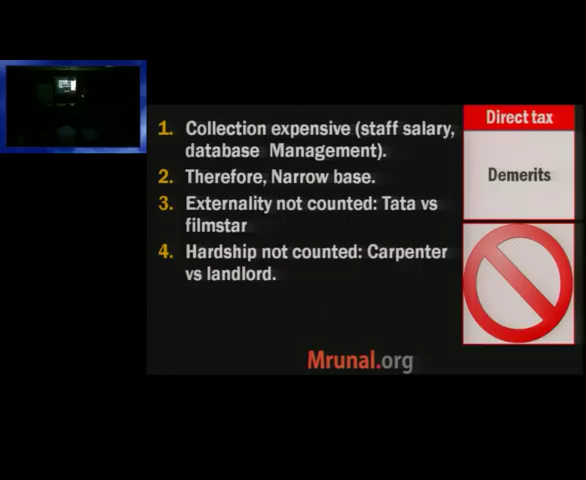 1. Collection expensive (staff salary,
database Management).
2. Therefore, Narrow base.
3. Externality not counted: Tata vs
filmstar
4. Hardship not counted: Carpenter
vs landlord.
Direct tax
Demerits
Mrunal.org